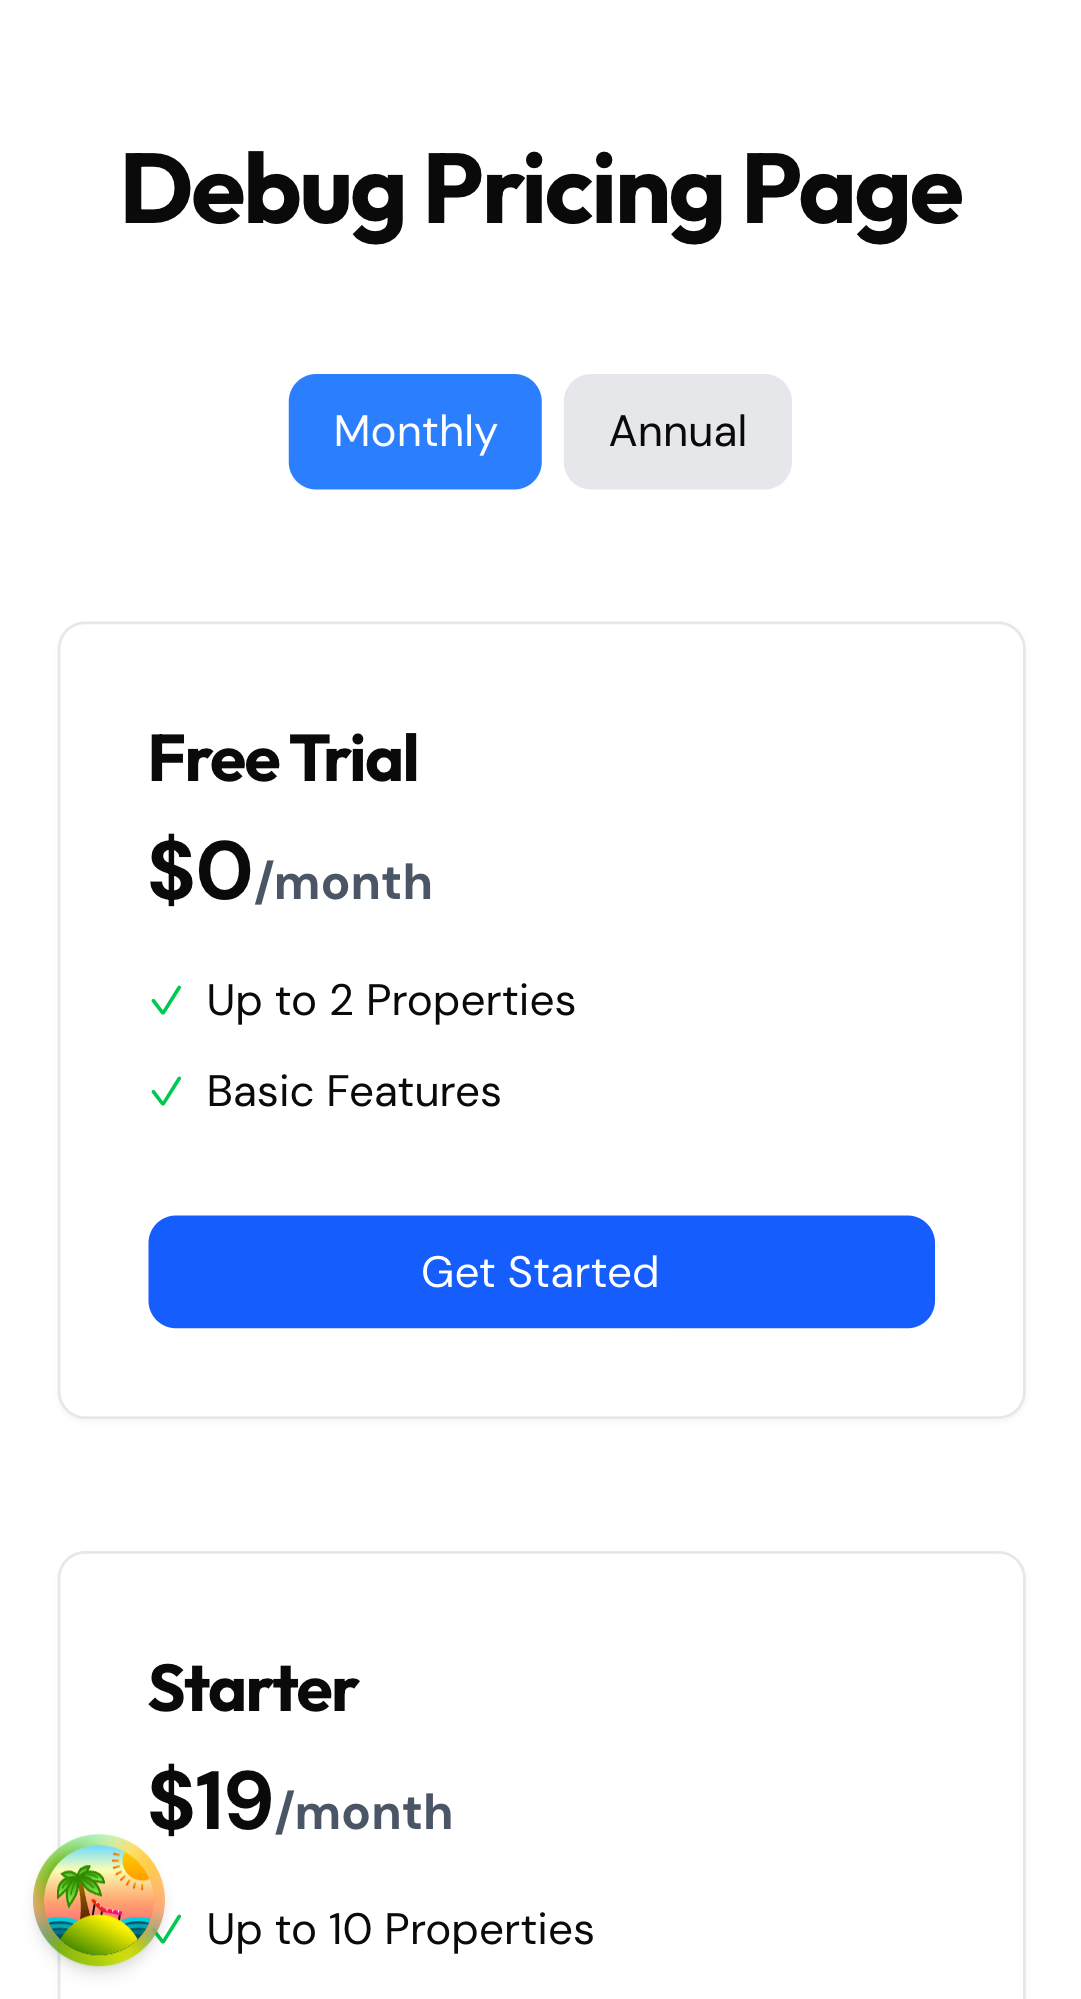 Debug Pricing Page
Monthly
Annual
Free Trial
$0/month
Up to 2 Properties
Basic Features
Get Started
Starter
$19/month
Up to 10 Properties